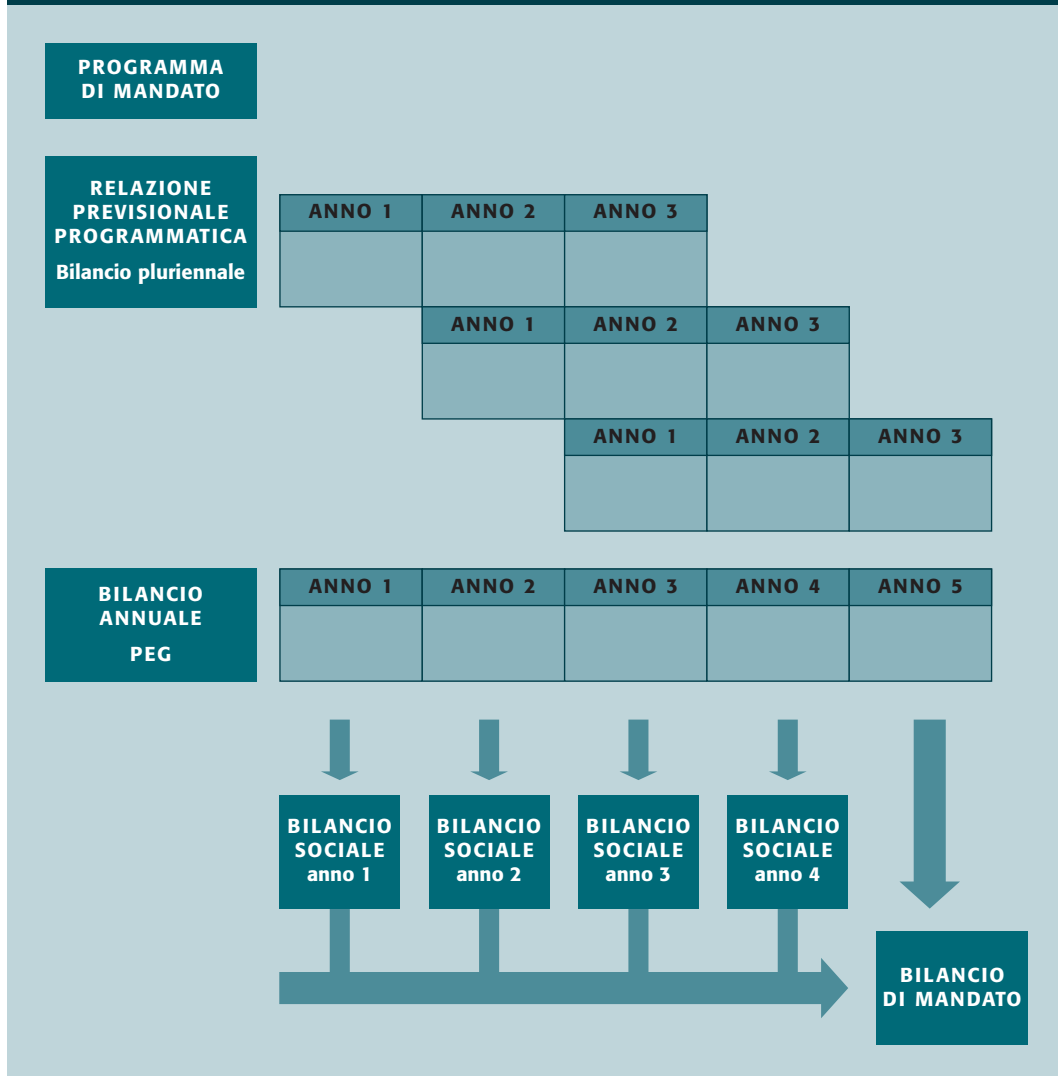 PROGRAMMA
DI MANDATO
RELAZIONE
PREVISIONALE
PROGRAMMATICA
Bilancio pluriennale
ANNO 1 ANNO 2 ANNO 3
ANNO 1 ANNO 2 ANNO 3
ANNO 1 ANNO 2 ANNO 3
BILANCIO
ANNUALE
PEG
ANNO 1 ANNO 2 ANNO 3 ANNO 4 ANNO 5
BILANCIO
SOCIALE
anno 1
BILANCIO
SOCIALE
anno 2
BILANCIO
SOCIALE
anno 3
BILANCIO
SOCIALE
anno 4
BILANCIO
DI MANDATO